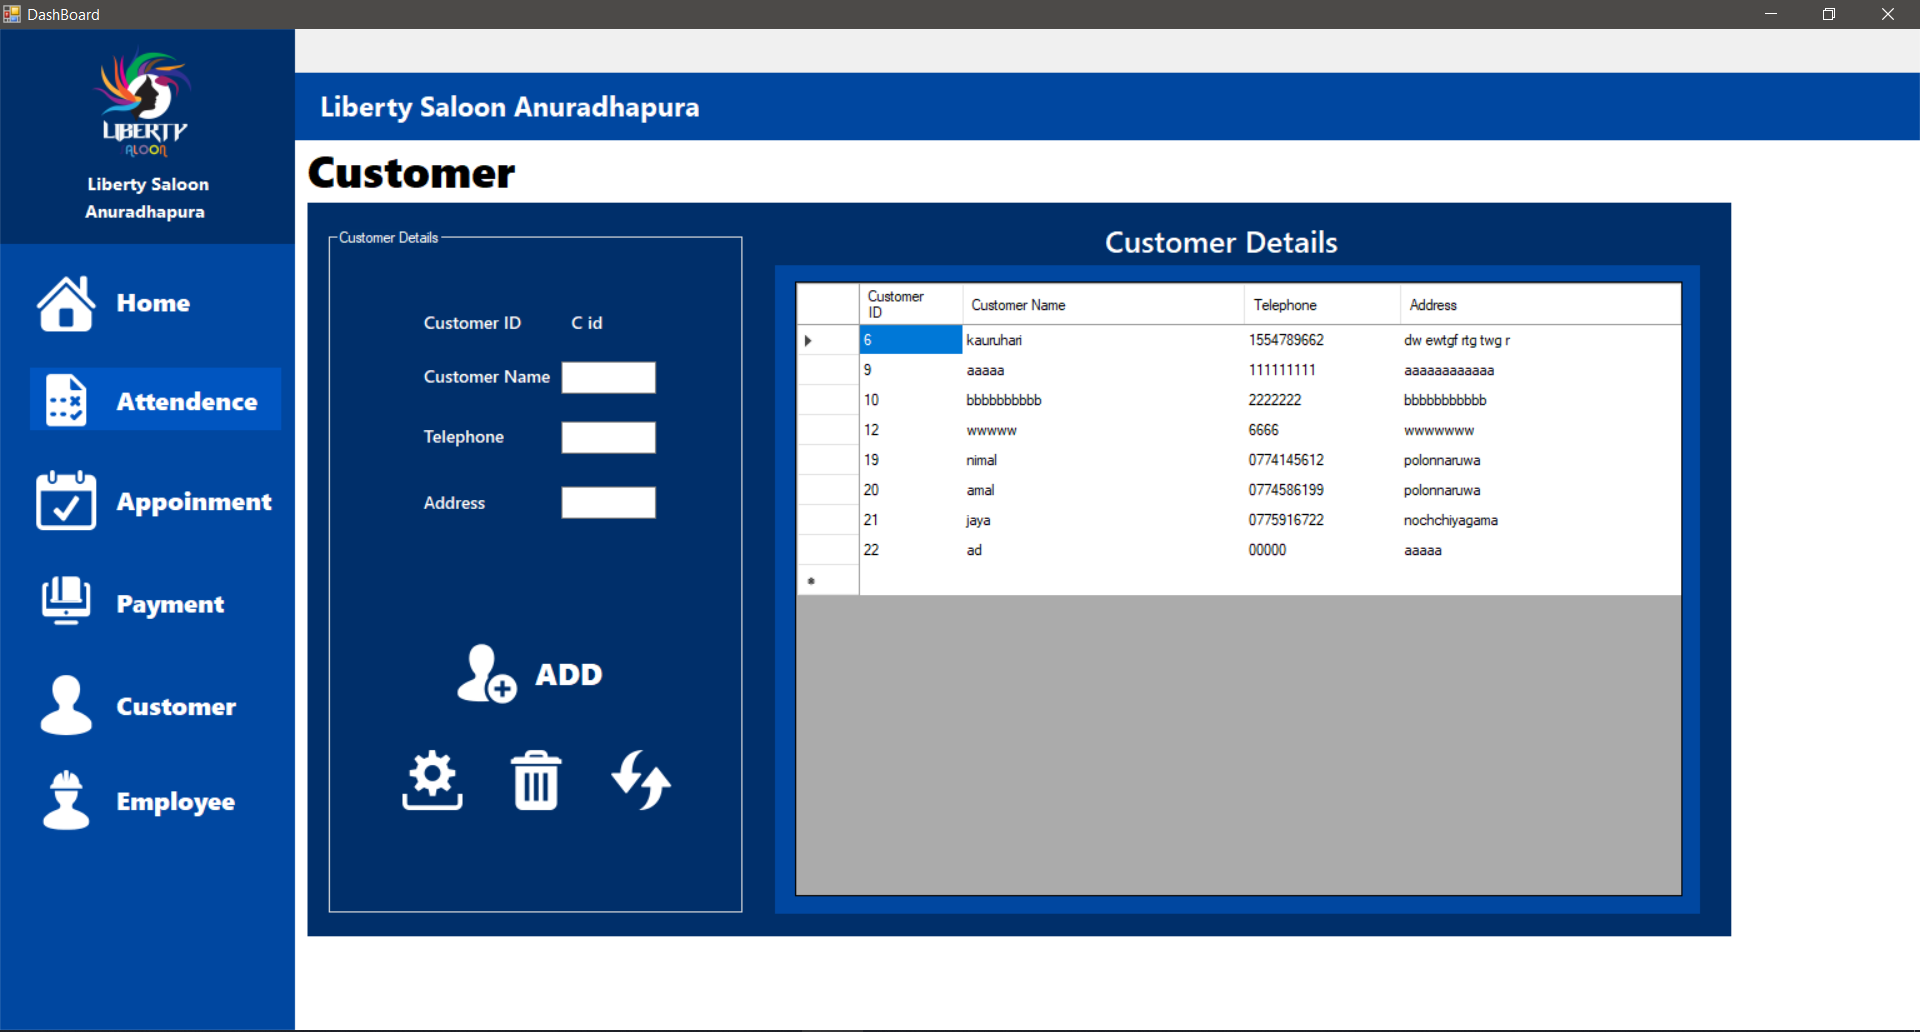 DashBoard
LIBERTY
ALOON
Liberty Saloon
Anuradhapura
Home
Attendence
Appoinment
Payment
Customer
Employee
Liberty Saloon Anuradhapura
Customer
Customer Details
Customer ID C id
Customer Name
Telephone
Address
ADD
Customer Details
Customer ID Customer Name Telephone Address
6 kauruhari 1554789662 dw ewtgf rtg twg r
9 aaaaa 111111111 aaaaaaaaaaaa
10 bbbbbbbbbb 2222222 bbbbbbbbbbb
12 wwwww 6666 wwwwwww
19 nimal 0774145612 polonnaruwa
20 amal 0774586199 polonnaruwa
21 jaya 0775916722 nochchiyagama
22 ad 00000 aaaaa